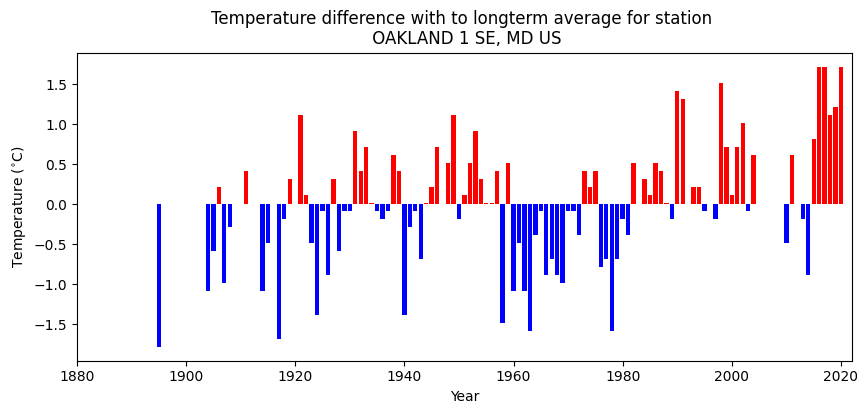 Temperature difference with to longterm average for station
OAKLAND 1 SE, MD US
1.5
1.0
0.5
0.0
−0.5
−1.0
−1.5
Temperature (°C)
1880 1900 1920 1940 1960 1980 2000 2020
Year